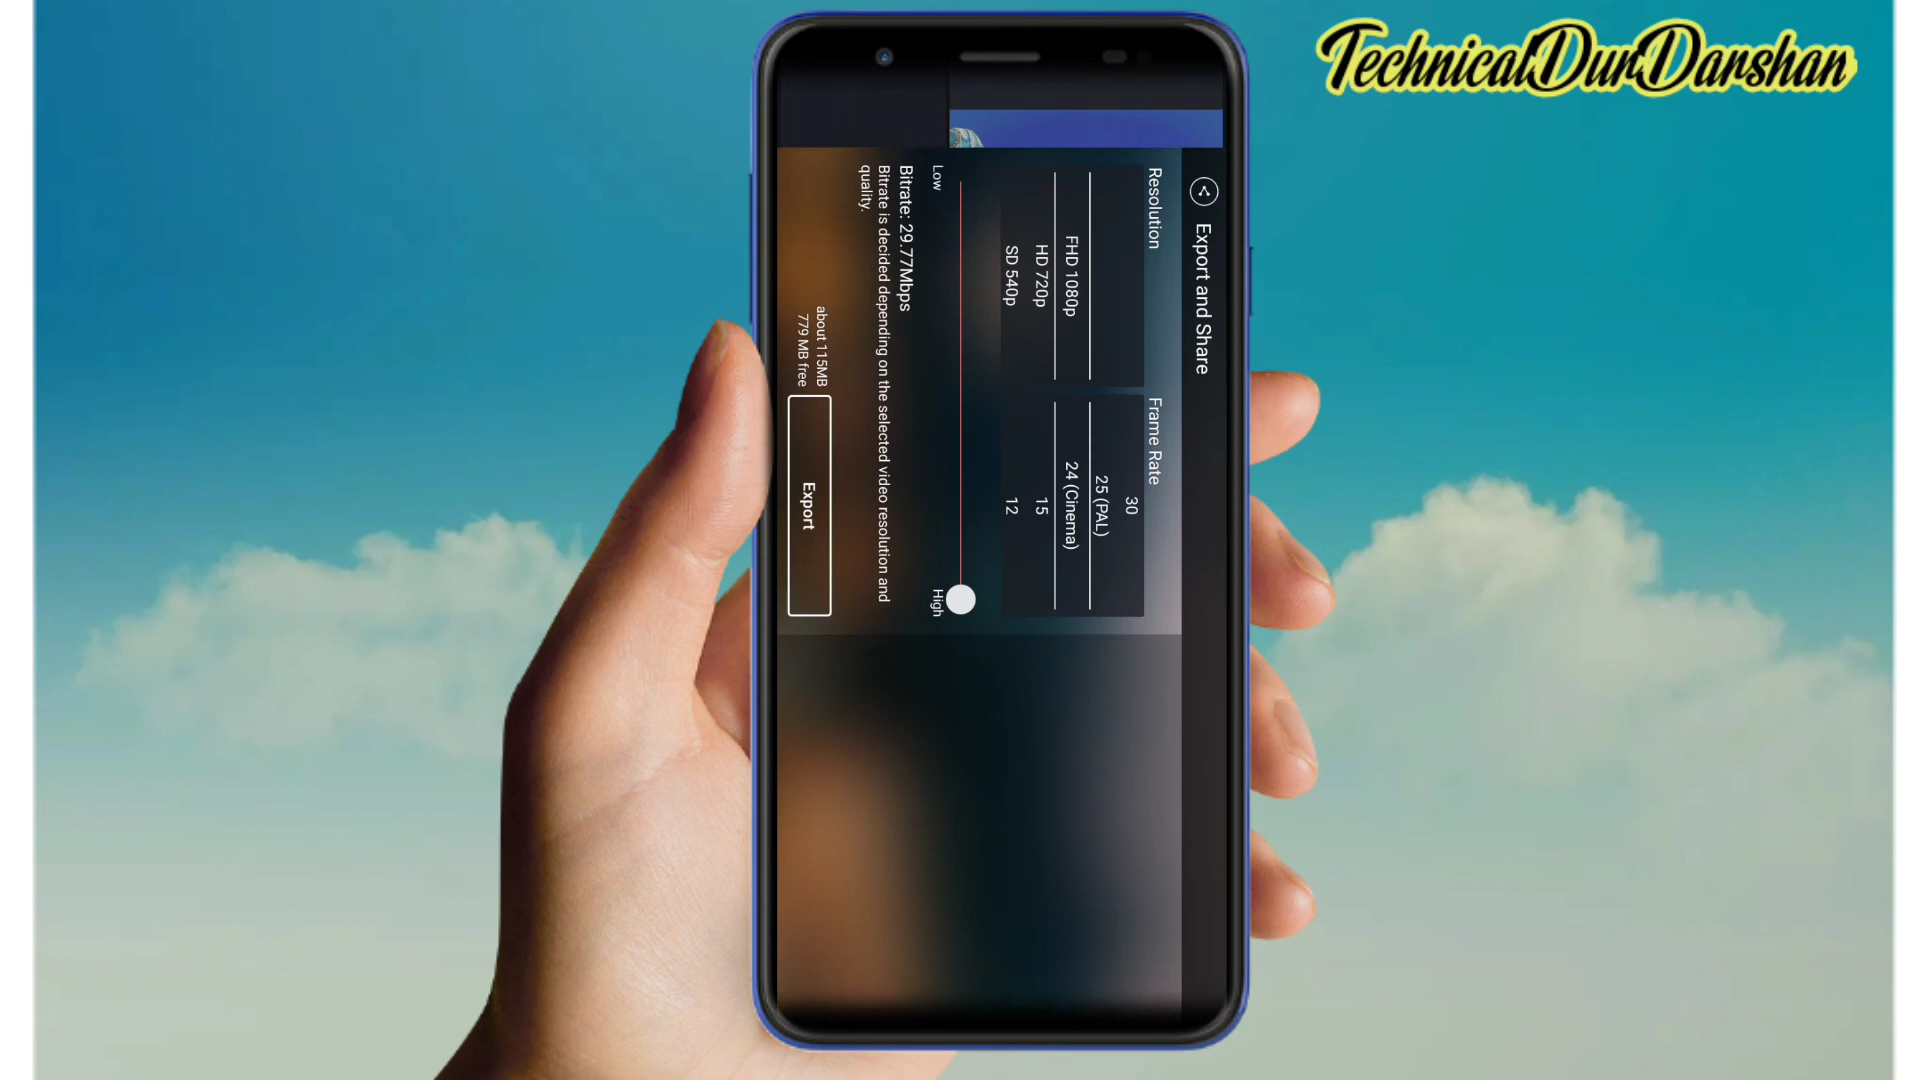 TechnicalDurDarshan
Export and Share
Resolution
FHD 1080p
HD 720p
SD 540p
Frame Rate
30
25 (PAL)
24 (Cinema)
15
12
Low
High
Bitrate: 29.77Mbps
Bitrate is decided depending on the selected video resolution and
quality.
about 115MB
779 MB free
Export